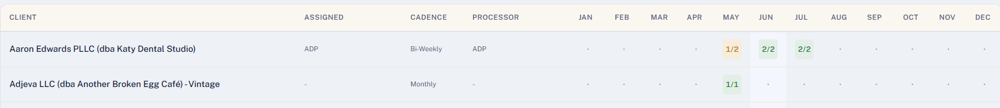 CLIENT ASSIGNED CADENCE PROCESSOR JAN FEB MAR APR MAY JUN JUL AUG SEP OCT NOV DEC
Aaron Edwards PLLC (dba Katy Dental Studio) ADP Bi-Weekly ADP · · · · 1/2 2/2 2/2 · · · · ·
Adjeva LLC (dba Another Broken Egg Café) - Vintage - Monthly - · · · · 1/1 · · · · · · ·